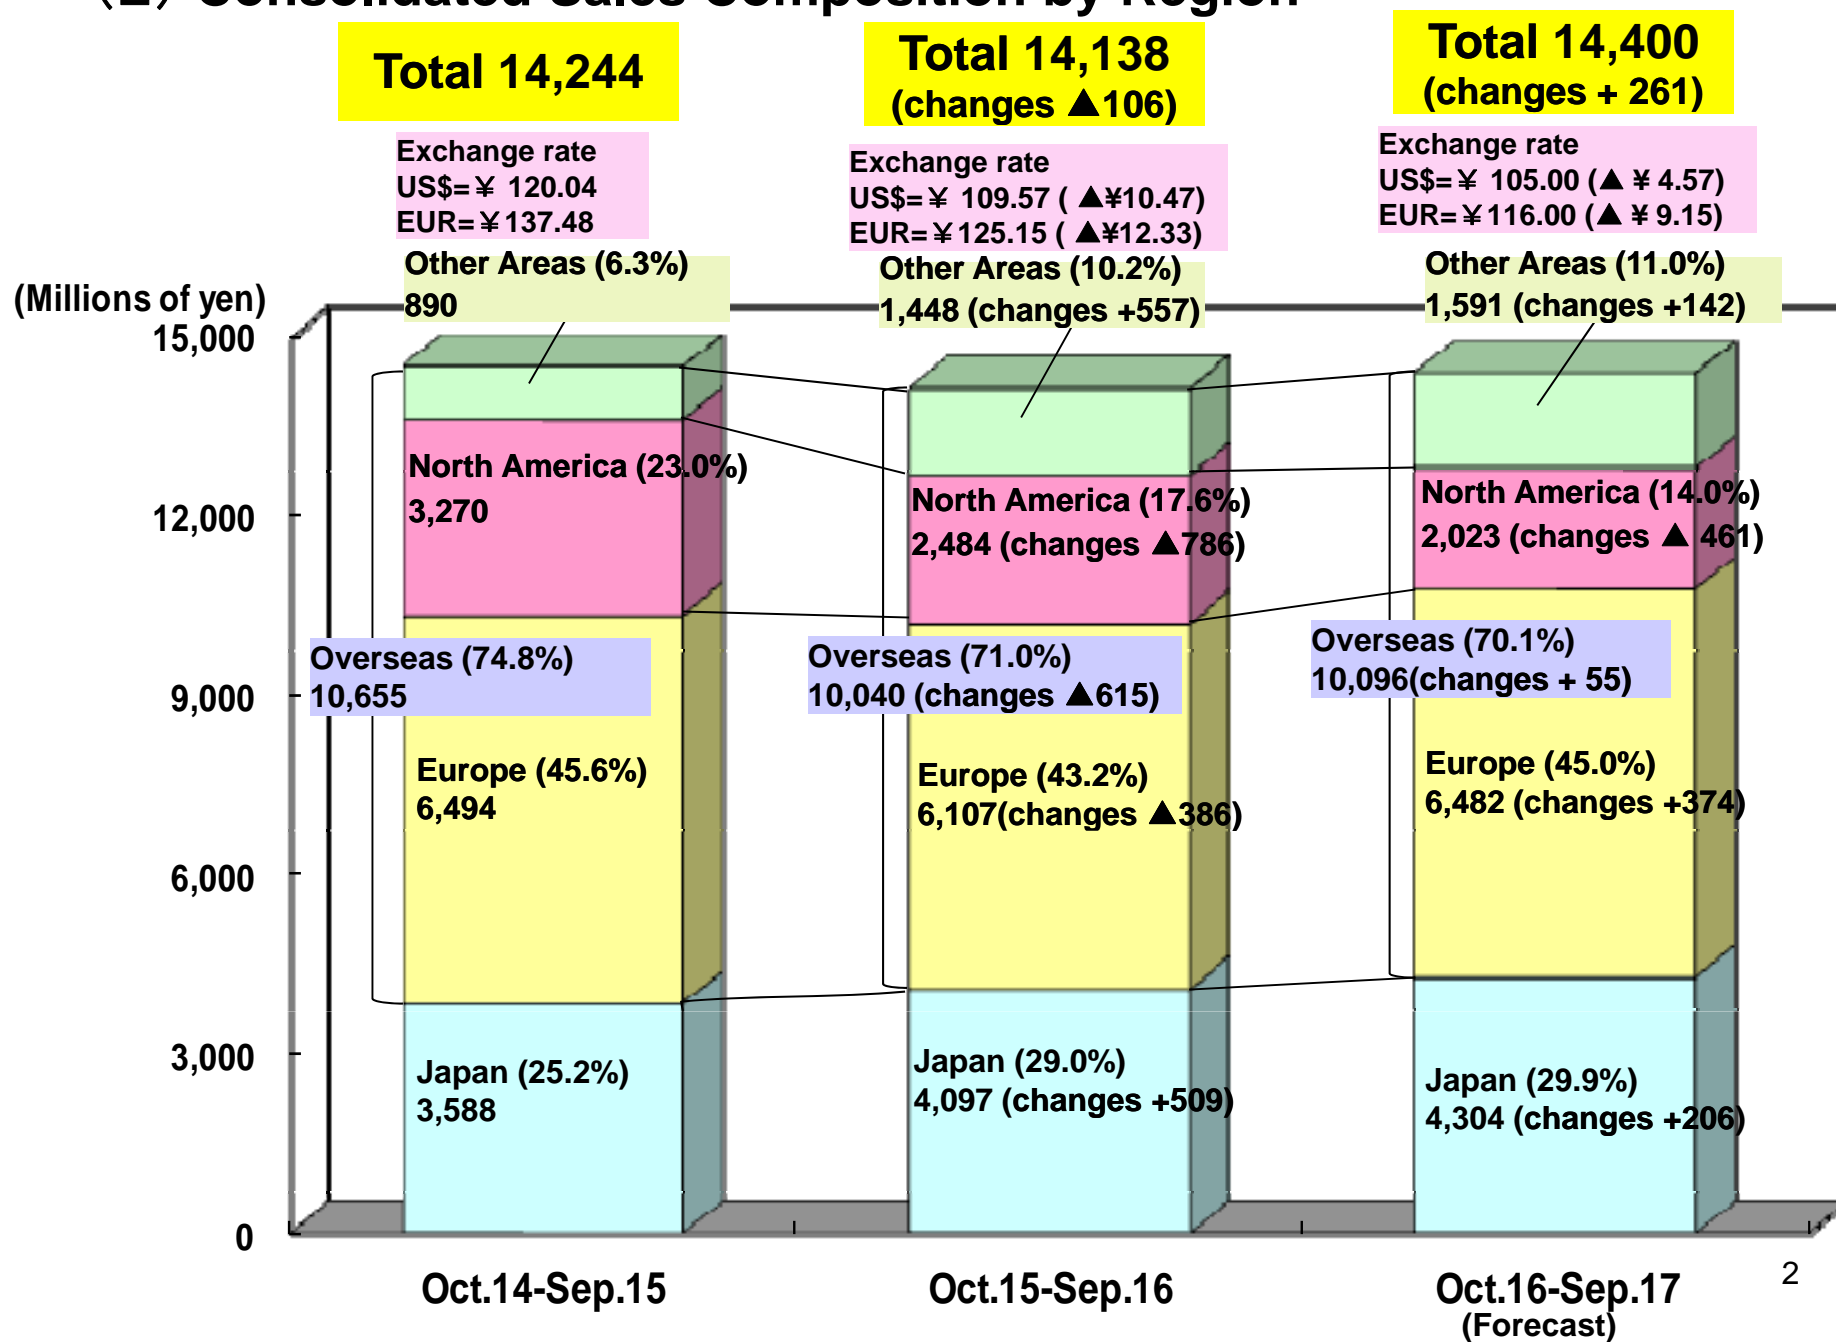 (2) Consolidated Sales Composition by Region
Total 14,244
Total 14,138
(changes ▲106)
Total 14,400
(changes + 261)
Exchange rate
US$=¥ 120.04
EUR=¥137.48
Exchange rate
US$=¥ 109.57 ( ▲¥10.47)
EUR=¥125.15 ( ▲¥12.33)
Exchange rate
US$=¥ 105.00 (▲ ¥ 4.57)
EUR=¥116.00 (▲ ¥ 9.15)
(Millions of yen)
15,000
12,000
9,000
6,000
3,000
0
Other Areas (6.3%)
890
North America (23.0%)
3,270
Overseas (74.8%)
10,655
Europe (45.6%)
6,494
Japan (25.2%)
3,588
Oct.14-Sep.15
Other Areas (10.2%)
1,448 (changes +557)
North America (17.6%)
2,484 (changes ▲786)
Overseas (71.0%)
10,040 (changes ▲615)
Europe (43.2%)
6,107(changes ▲386)
Japan (29.0%)
4,097 (changes +509)
Oct.15-Sep.16
Other Areas (11.0%)
1,591 (changes +142)
North America (14.0%)
2,023 (changes ▲ 461)
Overseas (70.1%)
10,096(changes + 55)
Europe (45.0%)
6,482 (changes +374)
Japan (29.9%)
4,304 (changes +206)
Oct.16-Sep.17
(Forecast)
2